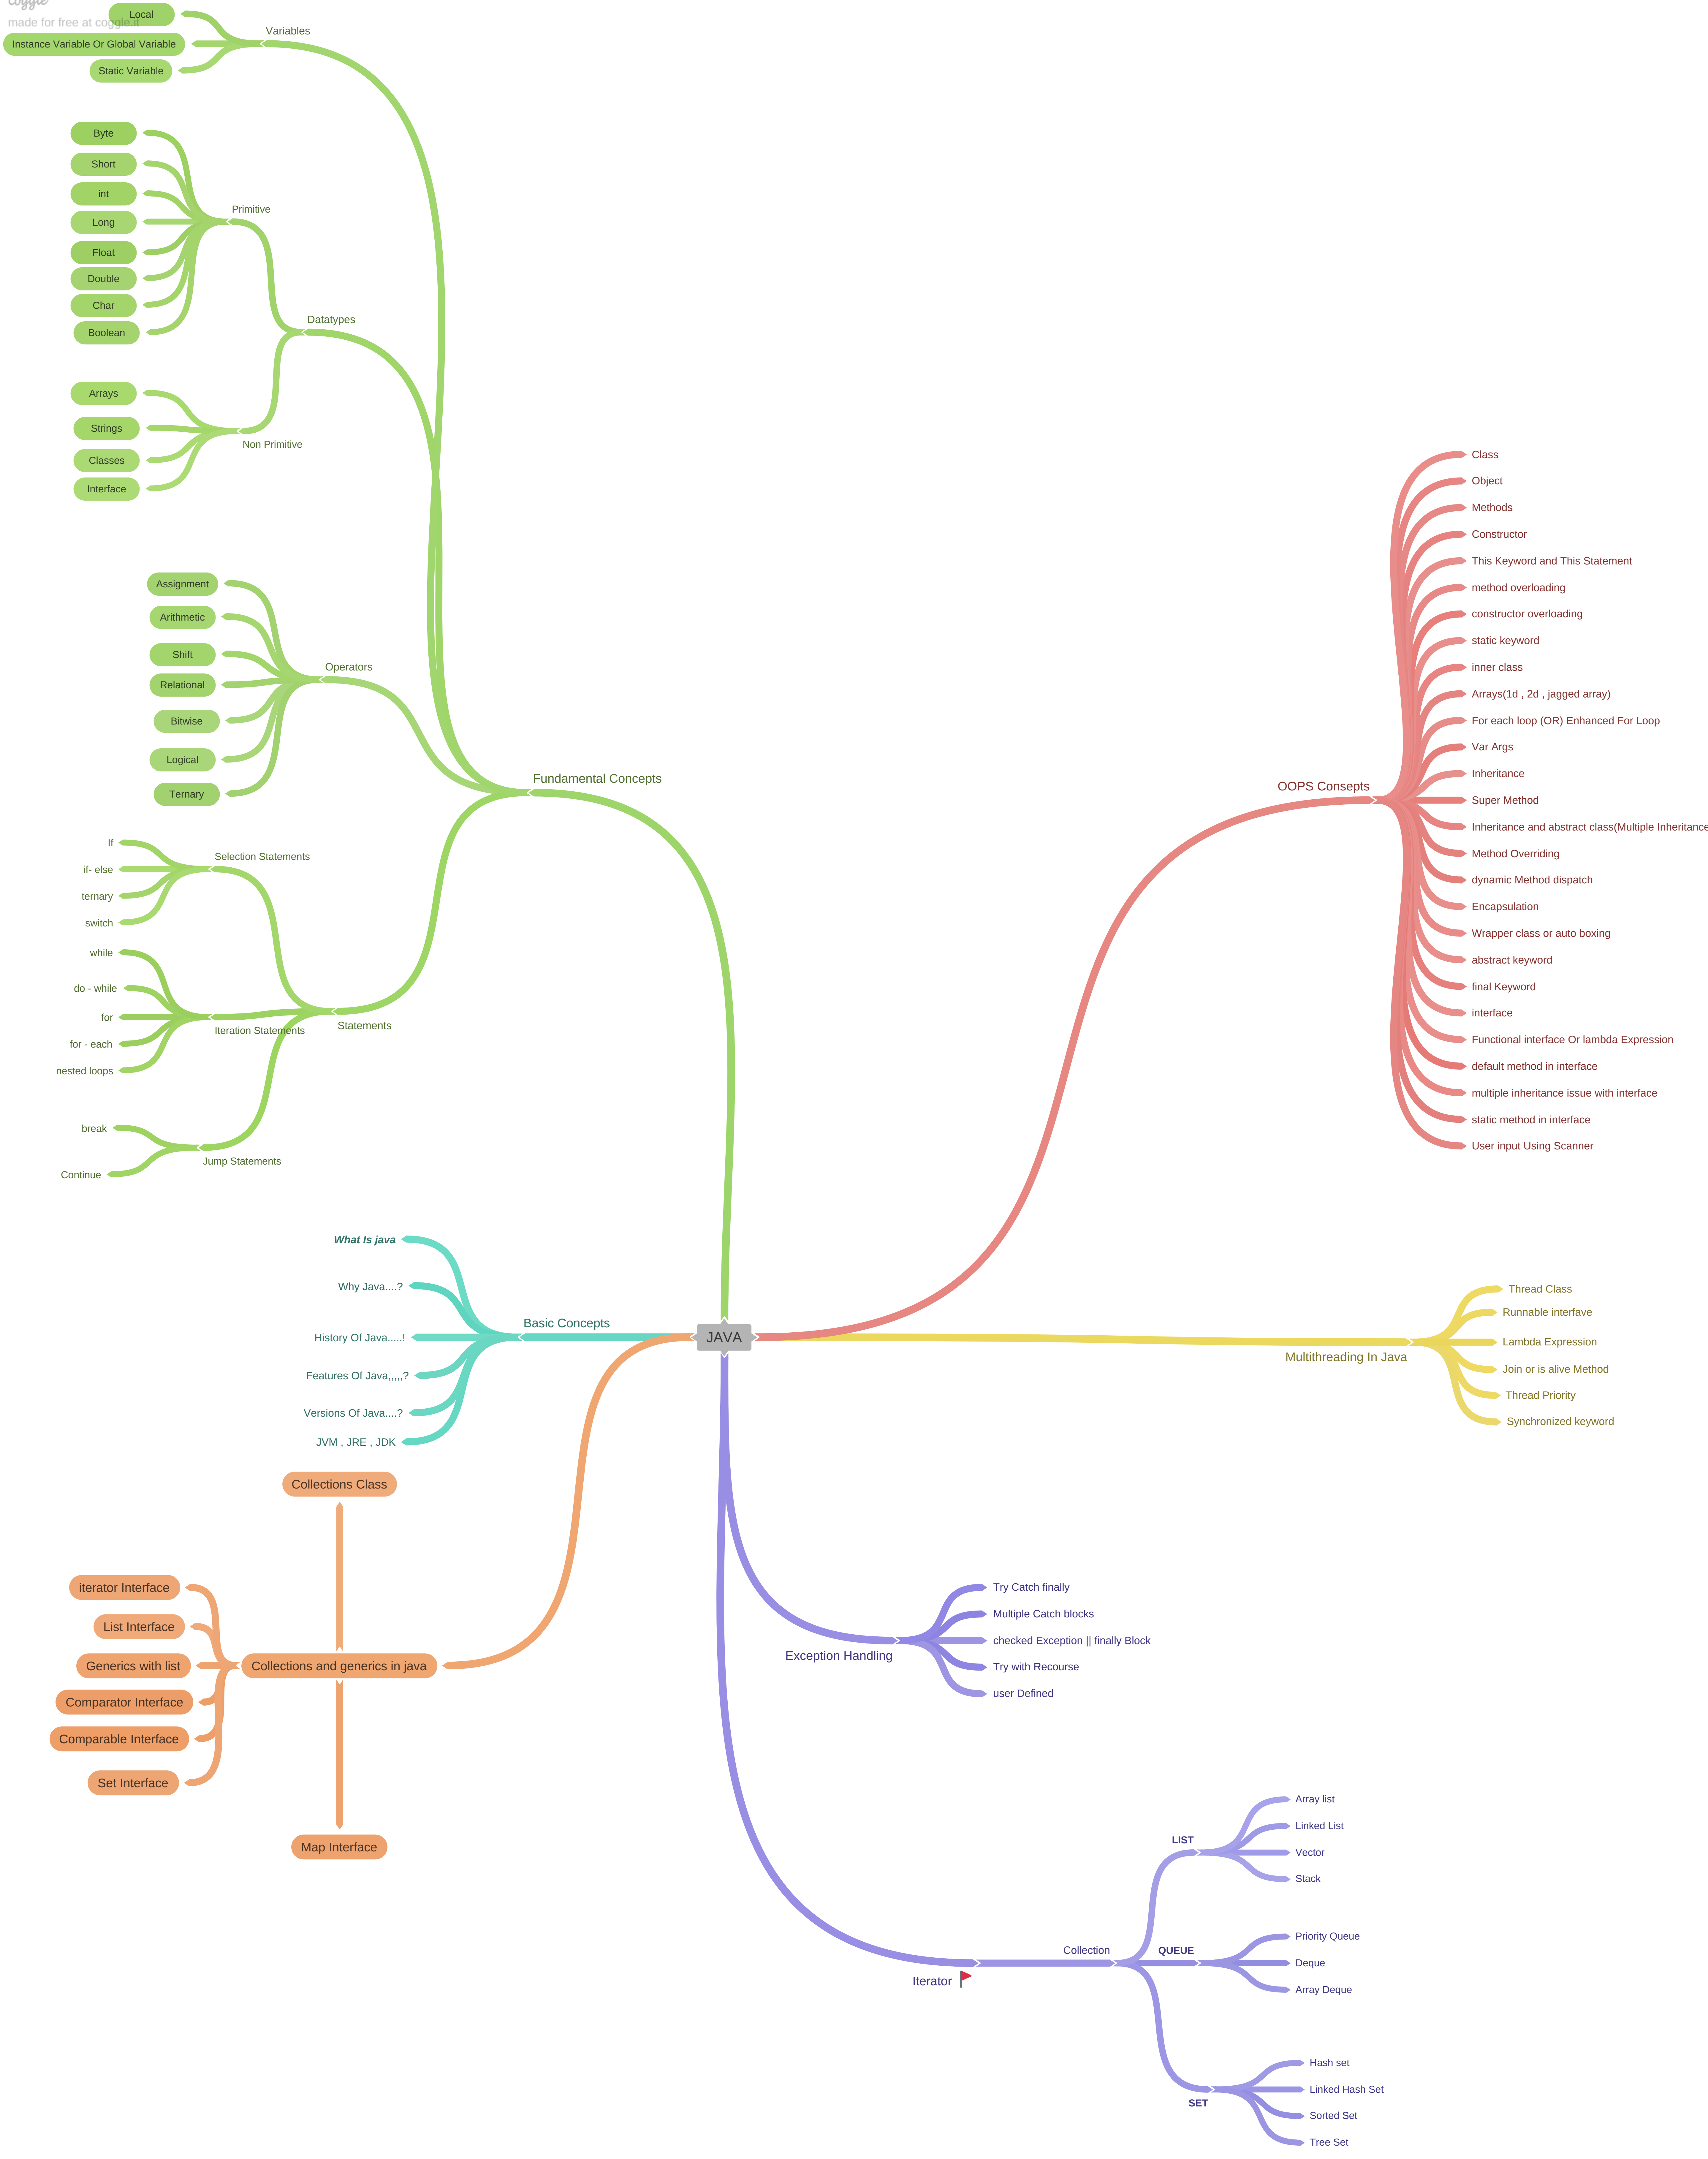 coggle
made for free at coggle.it
Local
Instance Variable Or Global Variable
Static Variable
Variables
Byte
Short
int
Long
Float
Double
Char
Boolean
Primitive
Datatypes
Arrays
Strings
Classes
Interface
Non Primitive
Assignment
Arithmetic
Shift
Relational
Bitwise
Logical
Ternary
Operators
Fundamental Concepts
If
if- else
ternary
switch
Selection Statements
while
do - while
for
for - each
nested loops
Iteration Statements
Statements
break
Continue
Jump Statements
What Is java
Why Java....?
History Of Java.....!
Features Of Java,,,,,?
Versions Of Java....?
JVM , JRE , JDK
Basic Concepts
JAVA
Collections Class
iterator Interface
List Interface
Generics with list
Comparator Interface
Comparable Interface
Set Interface
Collections and generics in java
Map Interface
OOPS Consepts
Class
Object
Methods
Constructor
This Keyword and This Statement
method overloading
constructor overloading
static keyword
inner class
Arrays(1d , 2d , jagged array)
For each loop (OR) Enhanced For Loop
Var Args
Inheritance
Super Method
Inheritance and abstract class(Multiple Inheritance
Method Overriding
dynamic Method dispatch
Encapsulation
Wrapper class or auto boxing
abstract keyword
final Keyword
interface
Functional interface Or lambda Expression
default method in interface
multiple inheritance issue with interface
static method in interface
User input Using Scanner
Multithreading In Java
Thread Class
Runnable interfave
Lambda Expression
Join or is alive Method
Thread Priority
Synchronized keyword
Exception Handling
Try Catch finally
Multiple Catch blocks
checked Exception || finally Block
Try with Recourse
user Defined
Iterator
Collection
LIST
Array list
Linked List
Vector
Stack
QUEUE
Priority Queue
Deque
Array Deque
SET
Hash set
Linked Hash Set
Sorted Set
Tree Set